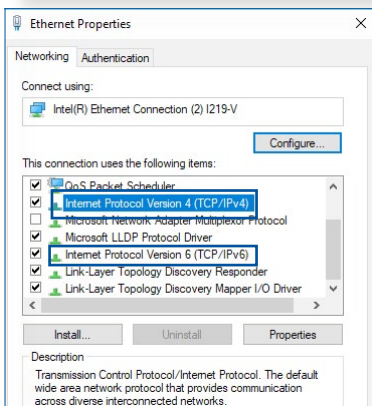 Ethernet Properties
Networking Authentication
Connect using:
Intel(R) Ethernet Connection (2) I219-V
Configure...
This connection uses the following items:
QoS Packet Scheduler
Internet Protocol Version 4 (TCP/IPv4)
Microsoft Network Adapter Multiplexor Protocol
Microsoft LLDP Protocol Driver
Internet Protocol Version 6 (TCP/IPv6)
Link-Layer Topology Discovery Responder
Link-Layer Topology Discovery Mapper I/O Driver
Install... Uninstall Properties
Description
Transmission Control Protocol/Internet Protocol. The default
wide area network protocol that provides communication
across diverse interconnected networks.